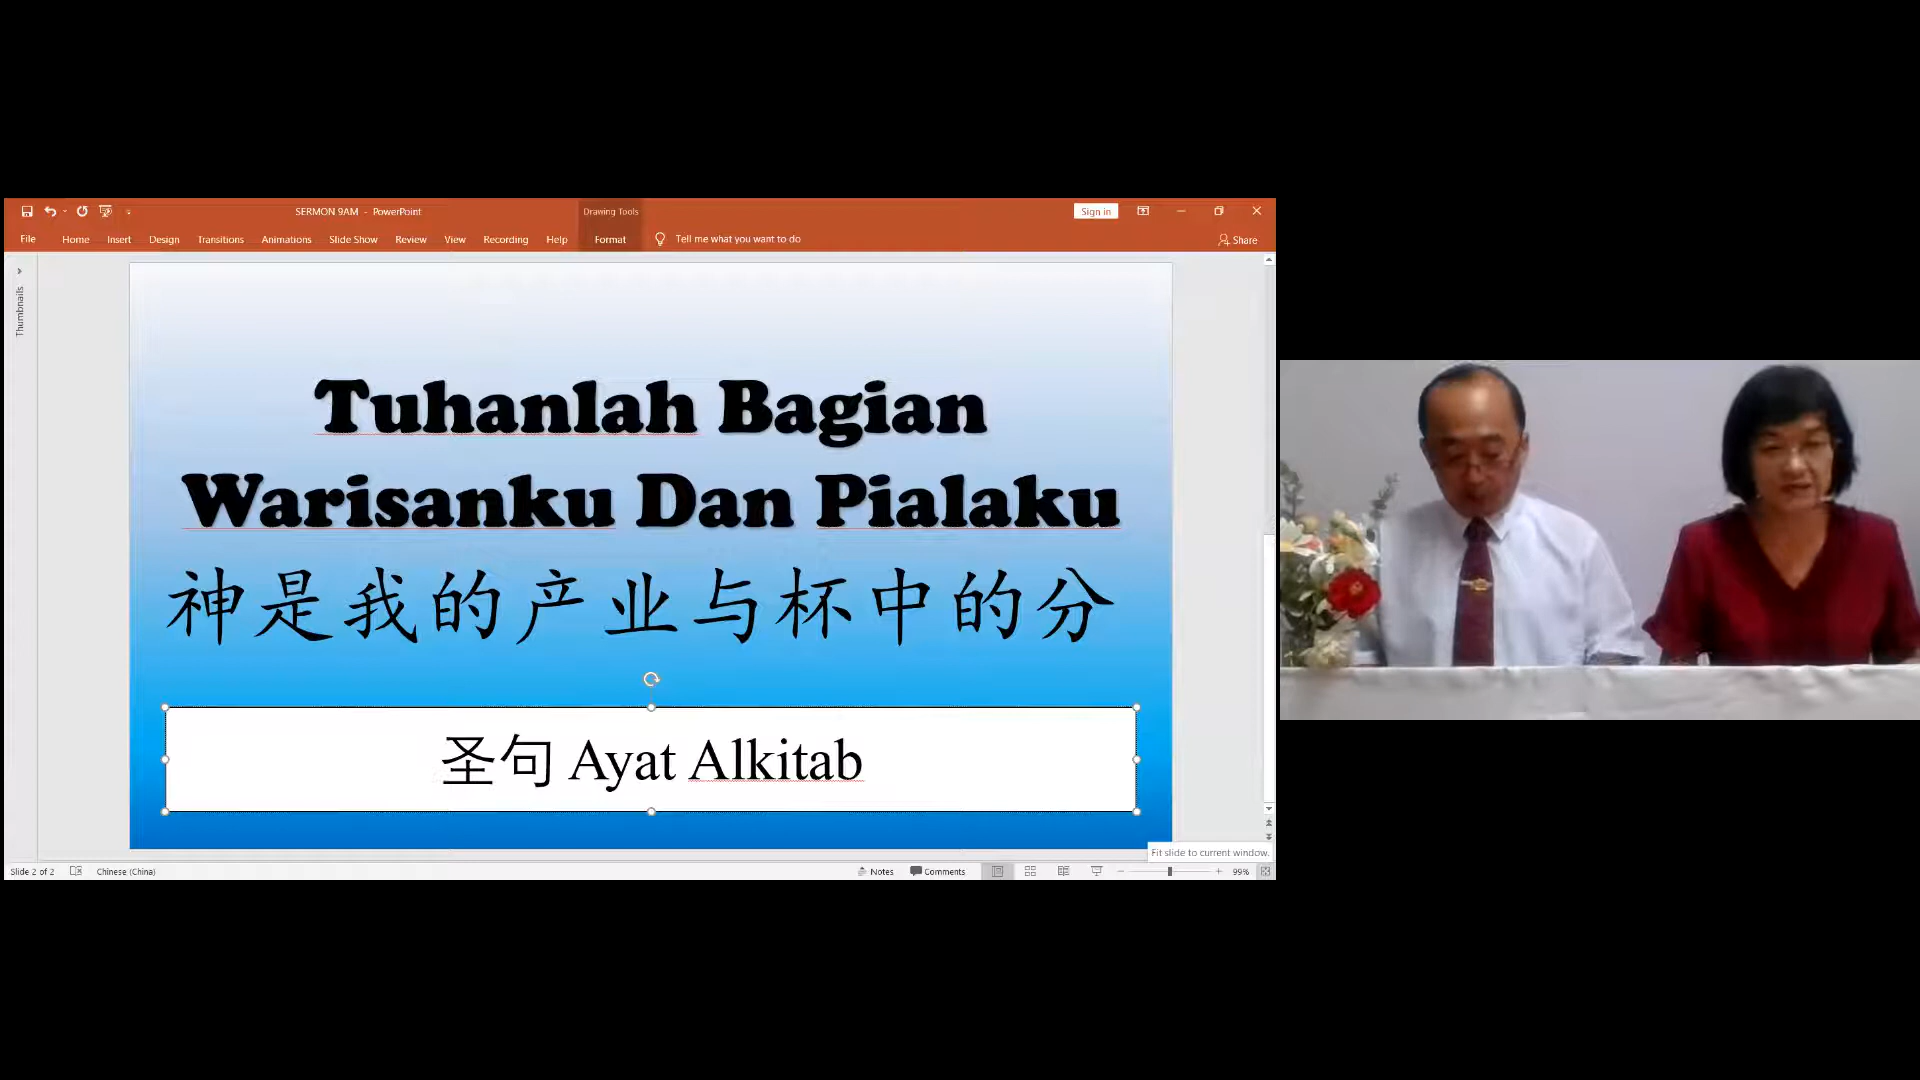 SERMON 9AM - PowerPoint
Drawing Tools
Sign in
File Home Insert Design Transitions Animations Slide Show Review View Recording Help Format Tell me what you want to do Share
Thumbnails
Tuhanlah Bagian
Warisanku Dan Pialaku
神是我的产业与杯中的分
圣句 Ayat Alkitab
Fit slide to current window.
Slide 2 of 2 Chinese (China) Notes Comments 99%